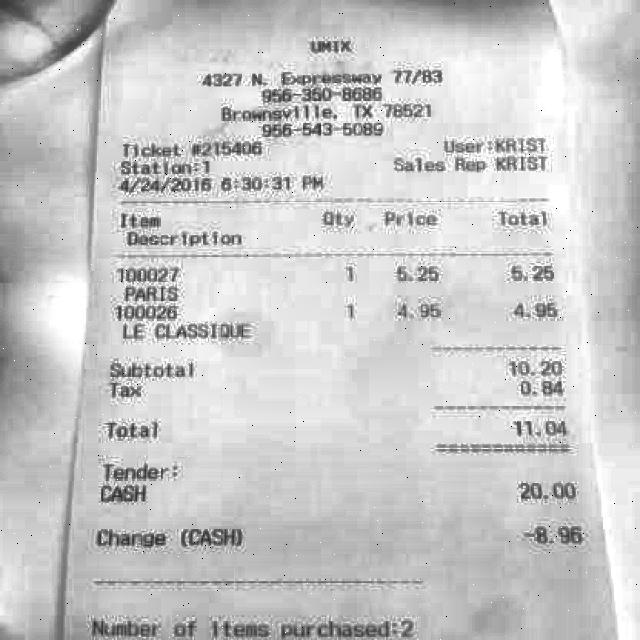 UMIX
4327 N. Expressway 77/83
956-350-8686
Brownsville, TX 78521
956-543-5089
Ticket #215406 User:KRIST
Station:1 Sales Rep KRIST
4/24/2016 6:30:31 PM
Item Qty Price Total
Description
100027 1 5.25 5.25
PARIS
100026 1 4.95 4.95
LE CLASSIQUE
Subtotal 10.20
Tax 0.84
Total 11.04
Tender:
CASH 20.00
Change (CASH) -8.96
Number of items purchased:2